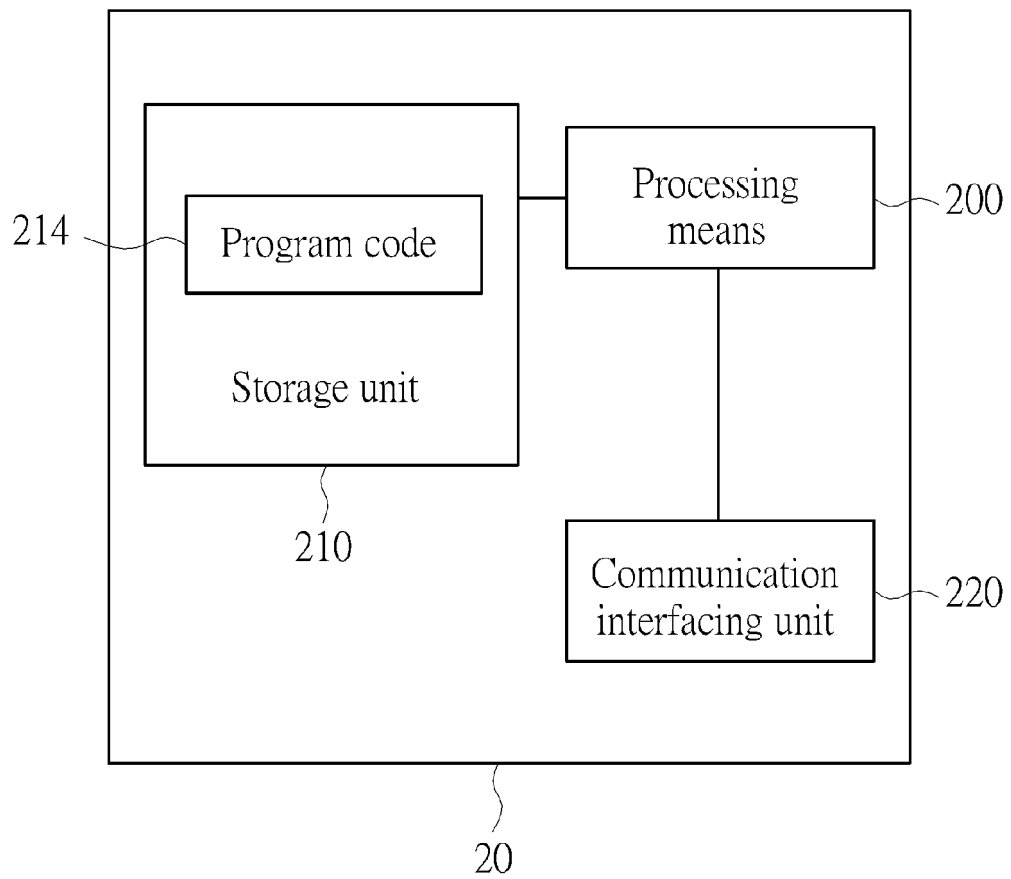 Processing
means
200
214
Program code
Storage unit
210
Communication
interfacing unit
220
20